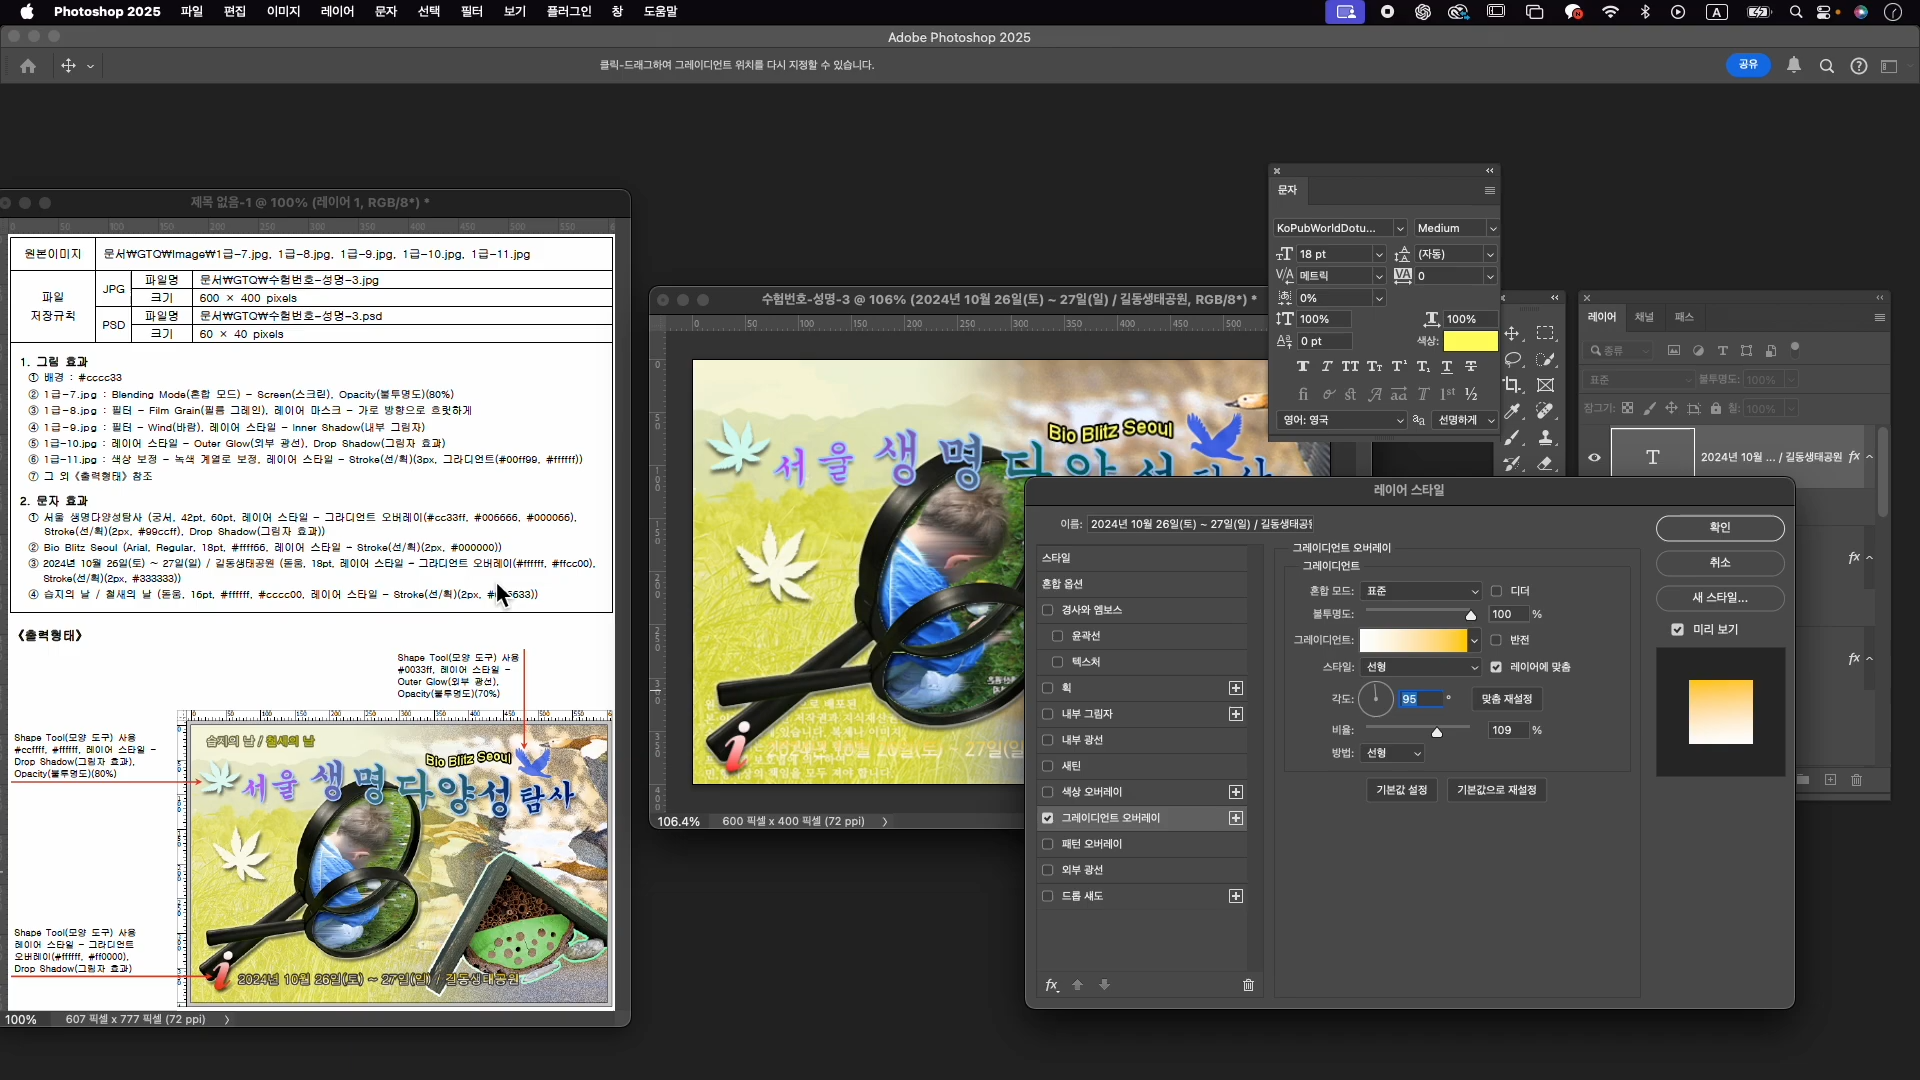 Photoshop 2025 파일 편집 이미지 레이어 문자 선택 필터 보기 플러그인 창 도움말
Adobe Photoshop 2025
클릭-드래그하여 그레이디언트 위치를 다시 지정할 수 있습니다.
공유
제목 없음-1 @ 100% (레이어 1, RGB/8*) *
원본이미지 문서₩GTQ₩Image₩1급-7.jpg, 1급-8.jpg, 1급-9.jpg, 1급-10.jpg, 1급-11.jpg
파일 저장규칙
JPG 파일명 문서₩GTQ₩수험번호-성명-3.jpg
크기 600 × 400 pixels
PSD 파일명 문서₩GTQ₩수험번호-성명-3.psd
크기 60 × 40 pixels
1. 그림 효과
① 배경 : #cccc33
② 1급-7.jpg : Blending Mode(혼합 모드) - Screen(스크린), Opacity(불투명도)(80%)
③ 1급-8.jpg : 필터 - Film Grain(필름 그레인), 레이어 마스크 - 가로 방향으로 흐릿하게
④ 1급-9.jpg : 필터 - Wind(바람), 레이어 스타일 - Inner Shadow(내부 그림자)
⑤ 1급-10.jpg : 레이어 스타일 - Outer Glow(외부 광선), Drop Shadow(그림자 효과)
⑥ 1급-11.jpg : 색상 보정 - 녹색 계열로 보정, 레이어 스타일 - Stroke(선/획)(3px, 그라디언트(#00ff99, #ffffff))
⑦ 그 외 《출력형태》 참조
2. 문자 효과
① 서울 생명다양성탐사 (궁서, 42pt, 60pt, 레이어 스타일 - 그라디언트 오버레이(#cc33ff, #006666, #000066),
Stroke(선/획)(2px, #99ccff), Drop Shadow(그림자 효과))
② Bio Blitz Seoul (Arial, Regular, 18pt, #ffff66, 레이어 스타일 - Stroke(선/획)(2px, #000000))
③ 2024년 10월 26일(토) ~ 27일(일) / 길동생태공원 (돋움, 18pt, 레이어 스타일 - 그라디언트 오버레이(#ffffff, #ffcc00),
Stroke(선/획)(2px, #333333))
④ 습지의 날 / 철새의 날 (돋움, 16pt, #ffffff, #cccc00, 레이어 스타일 - Stroke(선/획)(2px,
《출력형태》
Shape Tool(모양 도구) 사용
#0033ff, 레이어 스타일 -
Outer Glow(외부 광선),
Opacity(불투명도)(70%)
Shape Tool(모양 도구) 사용
#ccffff, #ffffff, 레이어 스타일 -
Drop Shadow(그림자 효과),
Opacity(불투명도)(80%)
Shape Tool(모양 도구) 사용
레이어 스타일 - 그라디언트
오버레이(#ffffff, #ff0000),
Drop Shadow(그림자 효과)
습지의 날 / 철새의 날
Bio Blitz Seoul
서울 생명다양성탐사
2024년 10월 26일(토) ~ 27일(일) / 길동생태공원
100% 607 픽셀 x 777 픽셀 (72 ppi)
수험번호-성명-3 @ 106% (2024년 10월 26일(토) ~ 27일(일) / 길동생태공원, RGB/8*) *
0 50 100 150 200 250 300 350 400 450 500
Bio Blitz Seoul
서울 생명다양성탐사
106.4% 600 픽셀 x 400 픽셀 (72 ppi)
문자
KoPubWorldDotu... Medium
18 pt (자동)
메트릭 0
0%
100% 100%
0 pt 색상:
영어: 영국 선명하게
레이어 채널 패스
종류
표준 불투명도: 100%
잠그기: 칠: 100%
2024년 10월 ... / 길동생태공원 fx
fx
fx
레이어 스타일
이름: 2024년 10월 26일(토) ~ 27일(일) / 길동생태공원
스타일
혼합 옵션
경사와 엠보스
윤곽선
텍스처
획
내부 그림자
내부 광선
새틴
색상 오버레이
그레이디언트 오버레이
패턴 오버레이
외부 광선
드롭 섀도
fx
그레이디언트 오버레이
그레이디언트
혼합 모드: 표준 디더
불투명도: 100 %
그레이디언트: 반전
스타일: 선형 레이어에 맞춤
각도: 95 ° 맞춤 재설정
비율: 109 %
방법: 선형
기본값 설정 기본값으로 재설정
확인
취소
새 스타일...
미리 보기